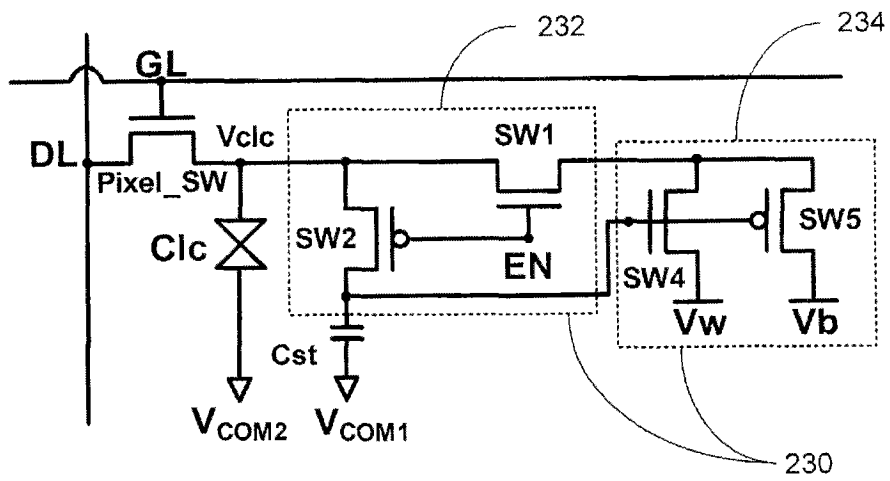 232
234
GL
DL
Pixel_SW
Vclc
SW1
SW2
EN
SW4
SW5
Clc
Cst
Vw
Vb
VCOM2
VCOM1
230